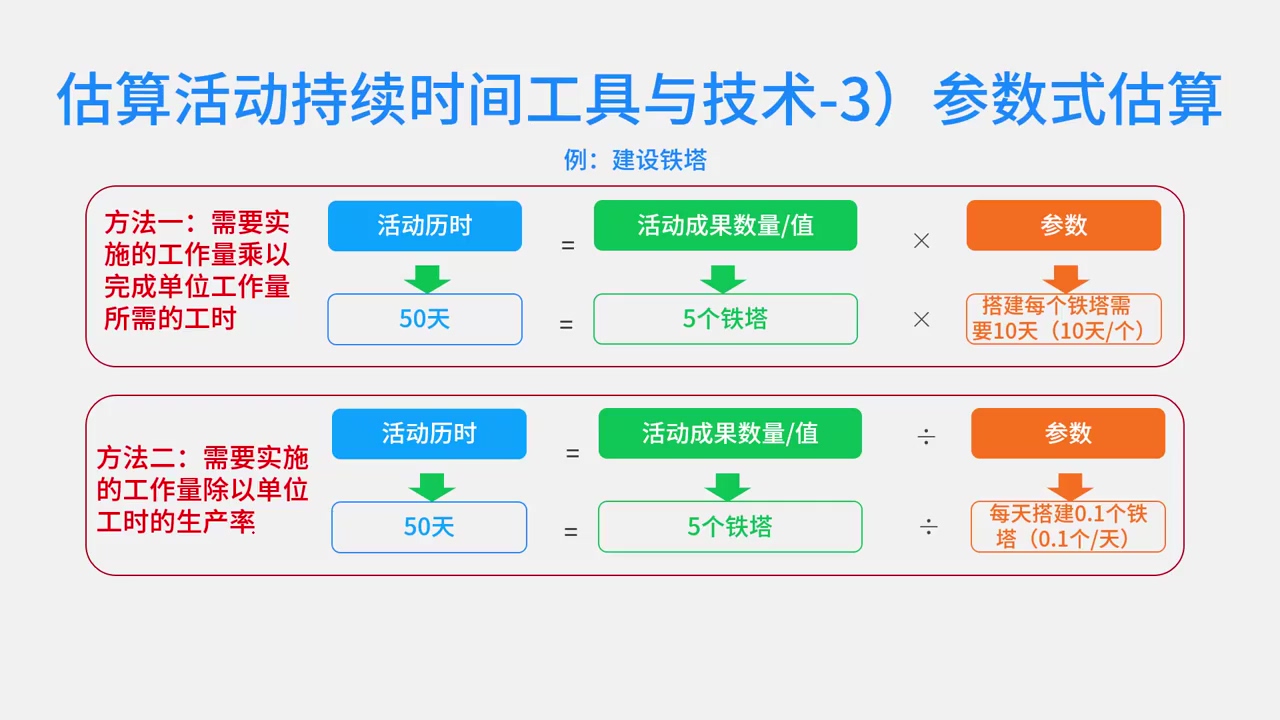 估算活动持续时间工具与技术-3）参数式估算
例：建设铁塔
方法一：需要实
施的工作量乘以
完成单位工作量
所需的工时
活动历时
=
活动成果数量/值
×
参数
50天
=
5个铁塔
×
搭建每个铁塔需
要10天（10天/个）
方法二：需要实施
的工作量除以单位
工时的生产率.
活动历时
=
活动成果数量/值
÷
参数
50天
=
5个铁塔
÷
每天搭建0.1个铁
塔（0.1个/天）